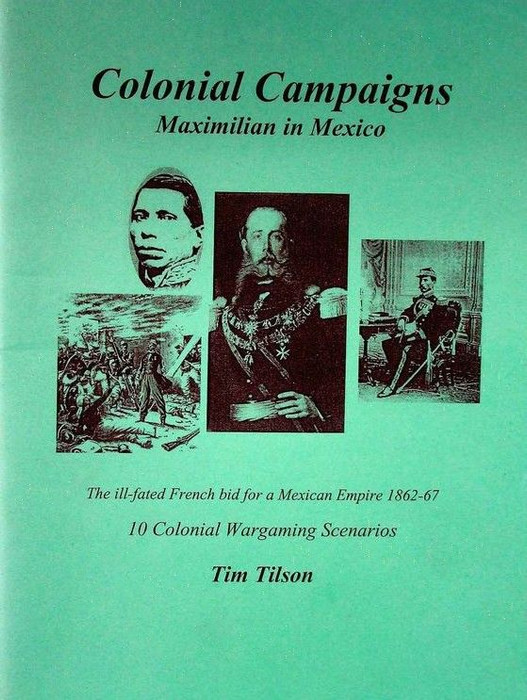 Colonial Campaigns
Maximilian in Mexico
The ill-fated French bid for a Mexican Empire 1862-67
10 Colonial Wargaming Scenarios
Tim Tilson